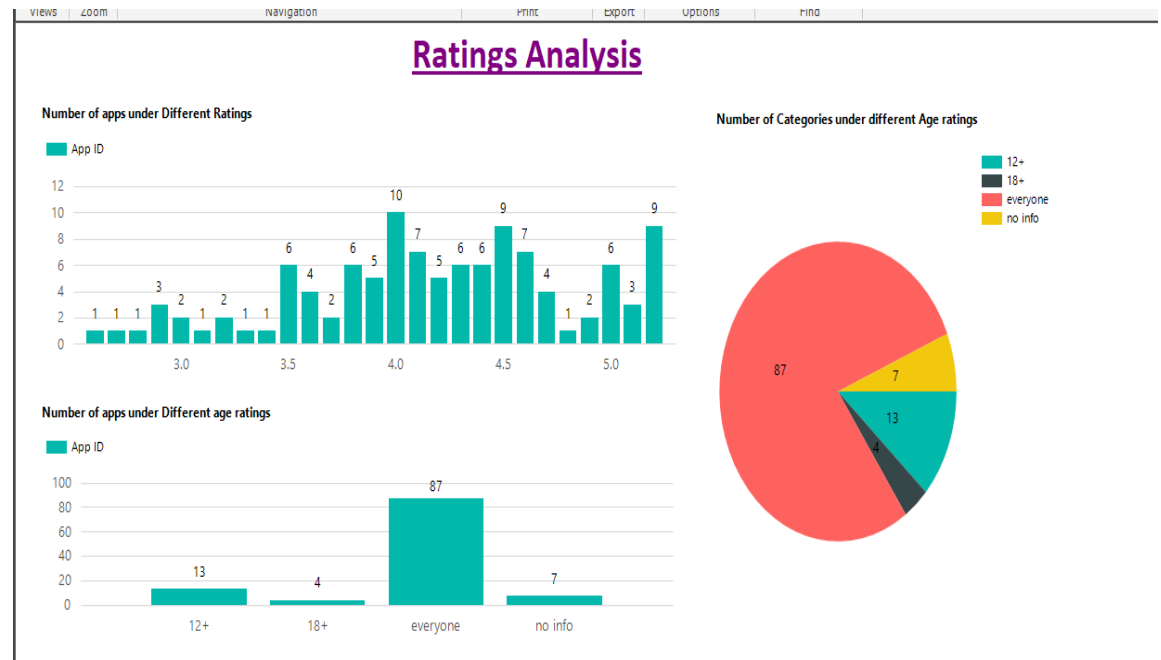 Views Zoom Navigation Print Export Options Find
Ratings Analysis
Number of apps under Different Ratings
App ID
12
10
8
6
4
2
0
1 1 1 3 2 1 2 1 1 6 4 2 6 5 10 7 5 6 6 9 7 4 1 2 6 3 9
3.0 3.5 4.0 4.5 5.0
Number of apps under Different age ratings
App ID
100
80
60
40
20
0
13 4 87 7
12+ 18+ everyone no info
Number of Categories under different Age ratings
12+
18+
everyone
no info
87
7
13
4